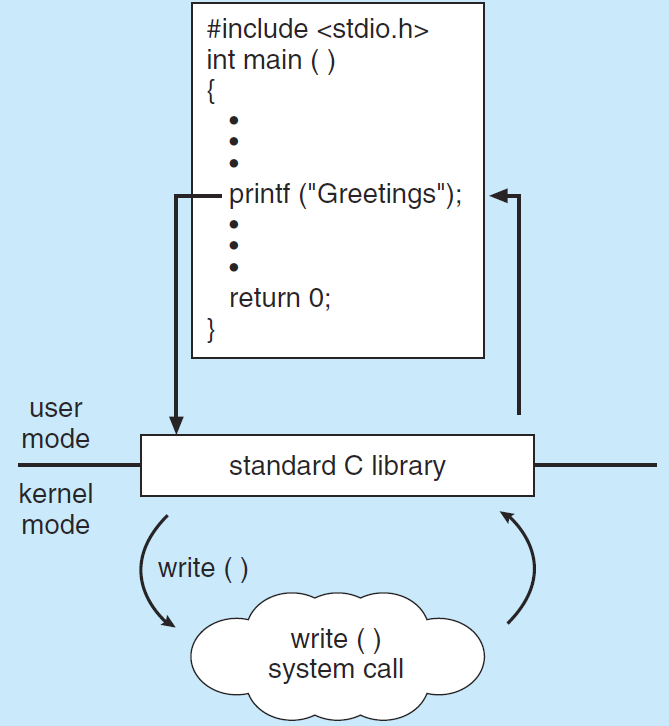 #include <stdio.h>
int main ( )
{
•
•
•
printf ("Greetings");
•
•
•
return 0;
}
user
mode
standard C library
kernel
mode
write ( )
write ( )
system call